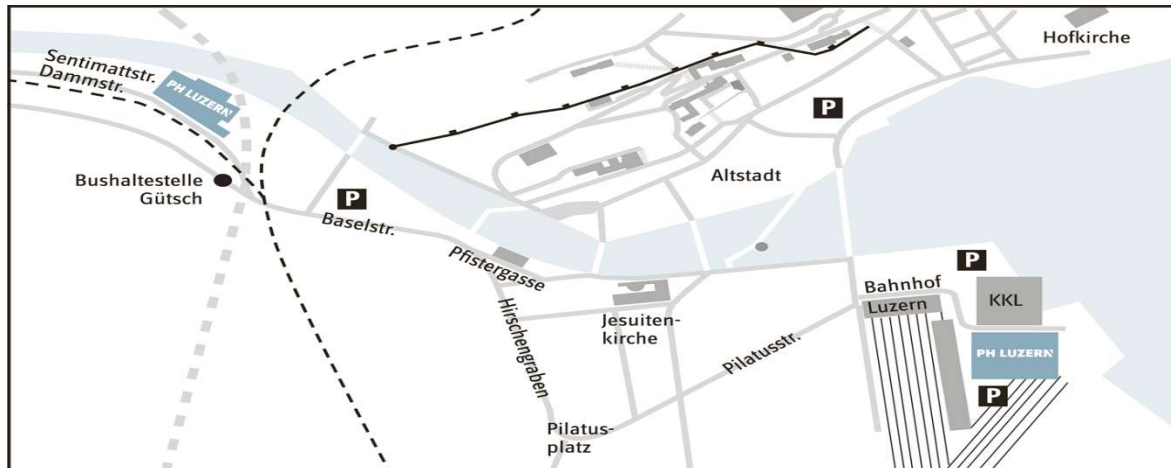 Hofkirche
Sentimattstr.
Dammstr.
PH LUZERN
P
Bushaltestelle
Gütsch
P
Baselstr.
Altstadt
Pfistergasse
Hirschengraben
Jesuiten-
kirche
Pilatusstr.
Pilatus-
platz
P
Bahnhof
Luzern
KKL
PH LUZERN
P